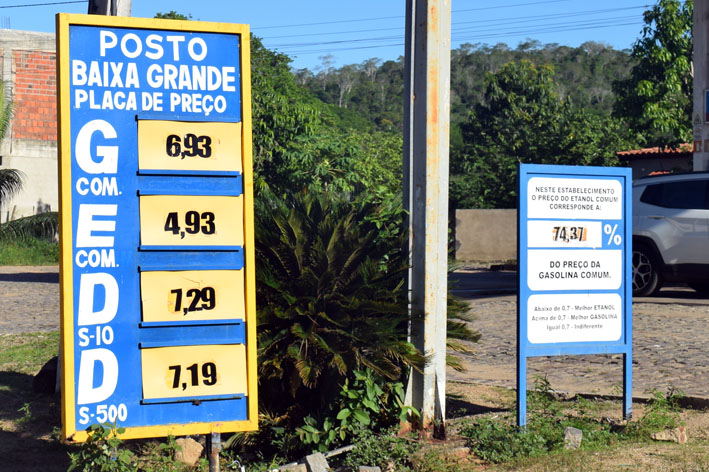 POSTO
BAIXA GRANDE
PLACA DE PREÇO
G 6,93
COM.
E 4,93
COM.
D 7,29
S-10
D 7,19
S-500
NESTE ESTABELECIMENTO
O PREÇO DO ETANOL COMUM
CORRESPONDE A:
74,37 %
DO PREÇO DA
GASOLINA COMUM.
Abaixo de 0,7 - Melhor ETANOL
Acima de 0,7 - Melhor GASOLINA
Igual 0,7 - Indiferente